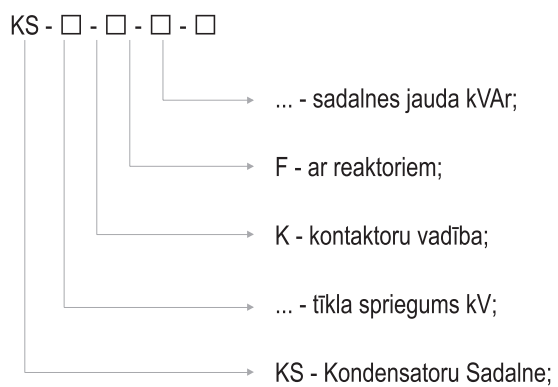 KS - □ - □ - □ - □
... - sadalnes jauda kVAr;
F - ar reaktoriem;
K - kontaktoru vadība;
... - tīkla spriegums kV;
KS - Kondensatoru Sadalne;